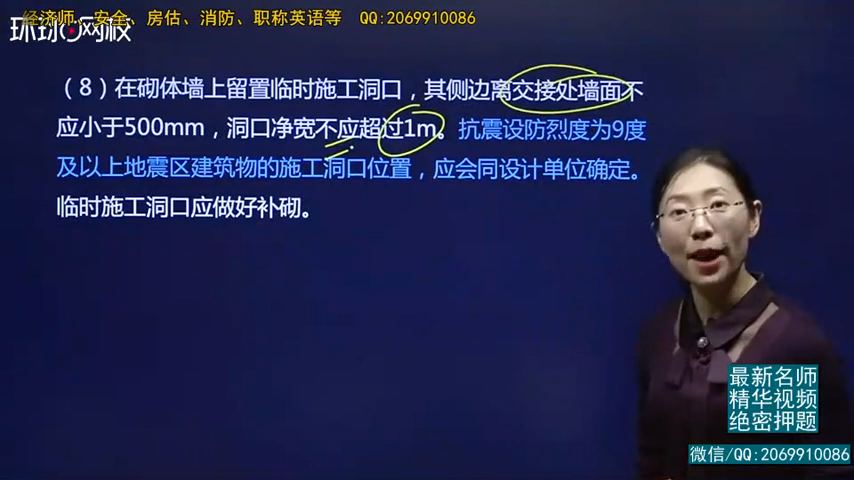 经济师、安全、房估、消防、职称英语等 QQ:2069910086
环球网校
（8）在砌体墙上留置临时施工洞口，其侧边离交接处墙面不
应小于500mm，洞口净宽不应超过1m。抗震设防烈度为9度
及以上地震区建筑物的施工洞口位置，应会同设计单位确定。
临时施工洞口应做好补砌。
最新名师
精华视频
绝密押题
微信/QQ:2069910086